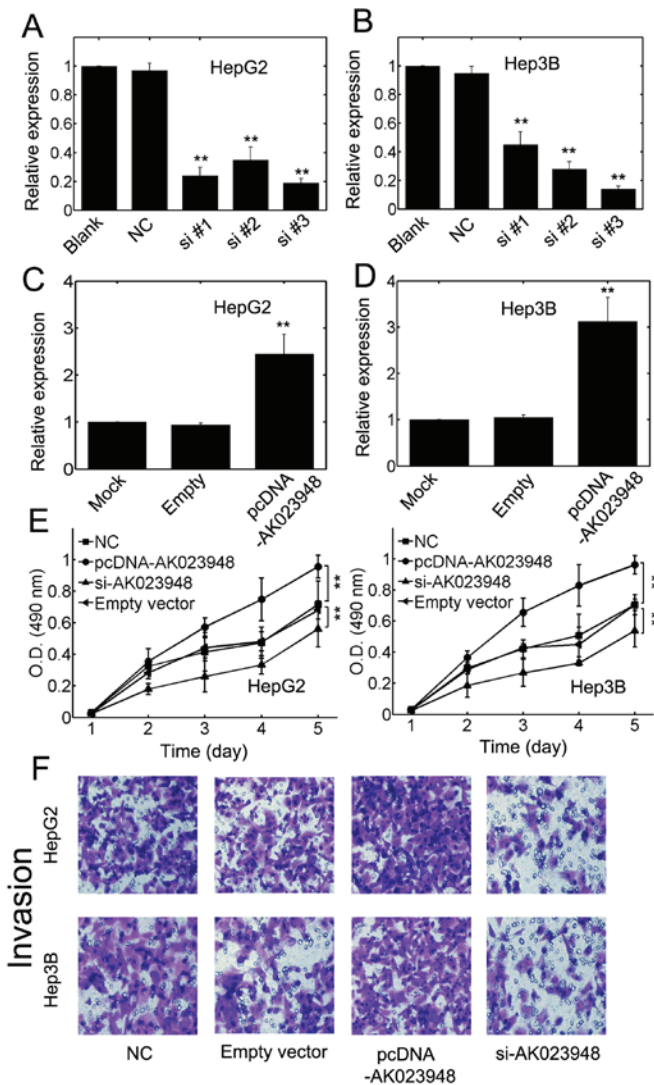 A
HepG2
Relative expression
1
0.8
0.6
0.4
0.2
0
**
**
**
Blank
NC
si #1
si #2
si #3
B
Hep3B
Relative expression
1
0.8
0.6
0.4
0.2
0
**
**
**
Blank
NC
si #1
si #2
si #3
C
HepG2
Relative expression
4
3
2
1
0
**
Mock
Empty
pcDNA
-AK023948
D
Hep3B
Relative expression
4
3
2
1
0
**
Mock
Empty
pcDNA
-AK023948
E
NC
pcDNA-AK023948
si-AK023948
Empty vector
O.D. (490 nm)
1
0.8
0.6
0.4
0.2
0
**
**
HepG2
1 2 3 4 5
Time (day)
NC
pcDNA-AK023948
si-AK023948
Empty vector
O.D. (490 nm)
1
0.8
0.6
0.4
0.2
0
**
**
Hep3B
1 2 3 4 5
Time (day)
F
Invasion
HepG2
Hep3B
NC
Empty vector
pcDNA
-AK023948
si-AK023948